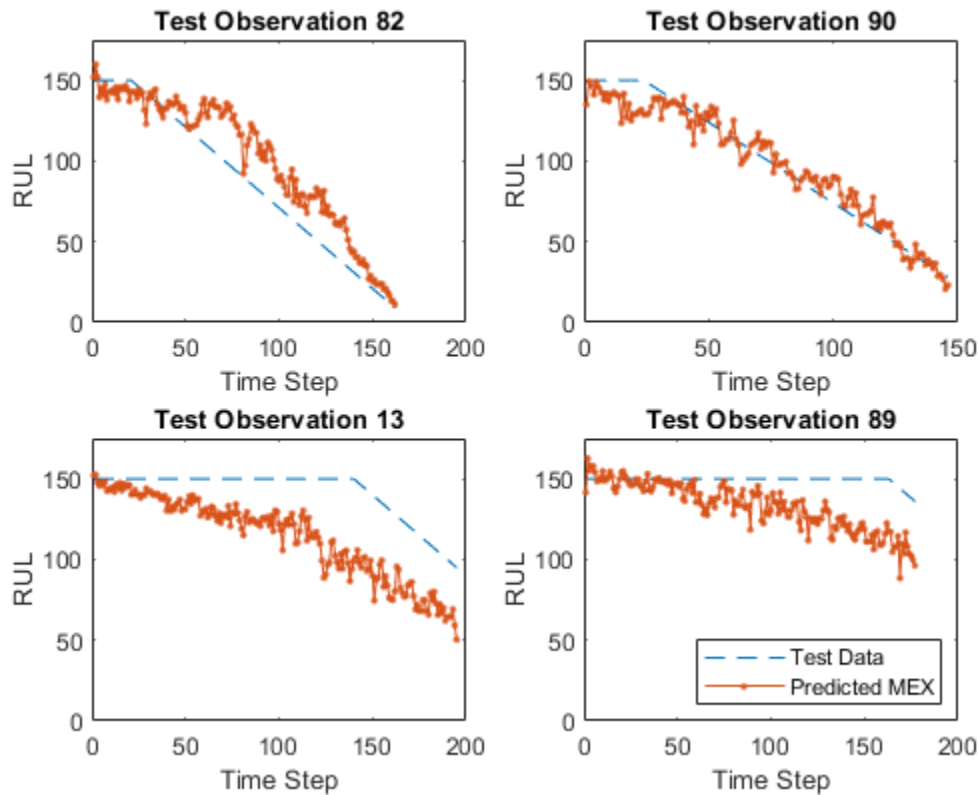 Test Observation 82
150
100
50
0
RUL
0 50 100 150 200
Time Step
Test Observation 90
150
100
50
0
RUL
0 50 100 150
Time Step
Test Observation 13
150
100
50
0
RUL
0 50 100 150 200
Time Step
Test Observation 89
150
100
50
0
RUL
0 50 100 150 200
Time Step
Test Data
Predicted MEX